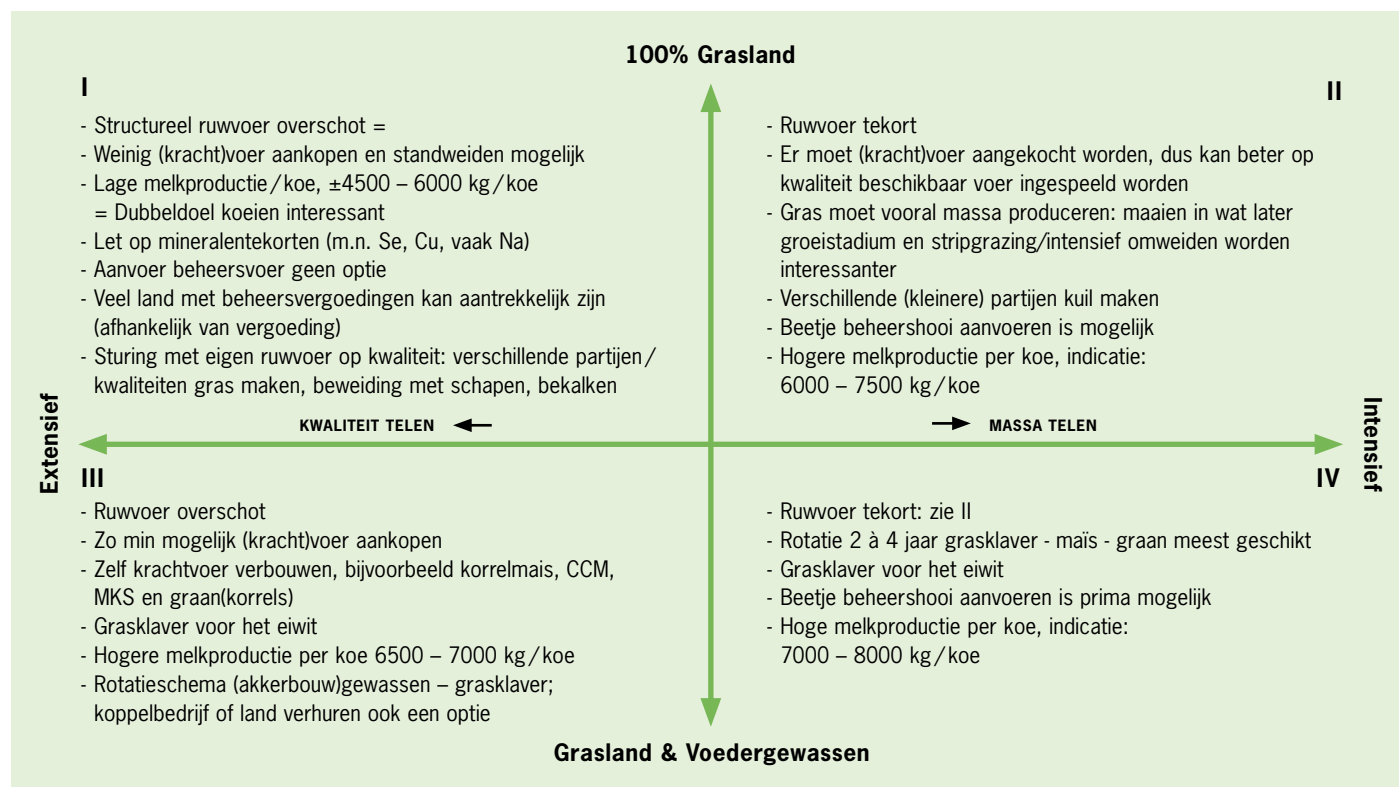 100% Grasland
I
- Structureel ruwvoer overschot =
- Weinig (kracht)voer aankopen en standweiden mogelijk
- Lage melkproductie/koe, ±4500 – 6000 kg/koe
= Dubbeldoel koeien interessant
- Let op mineralentekorten (m.n. Se, Cu, vaak Na)
- Aanvoer beheersvoer geen optie
- Veel land met beheersvergoedingen kan aantrekkelijk zijn
(afhankelijk van vergoeding)
- Sturing met eigen ruwvoer op kwaliteit: verschillende partijen/
kwaliteiten gras maken, beweiding met schapen, bekalken
II
- Ruwvoer tekort
- Er moet (kracht)voer aangekocht worden, dus kan beter op
kwaliteit beschikbaar voer ingespeeld worden
- Gras moet vooral massa produceren: maaien in wat later
groeistadium en stripgrazing/intensief omweiden worden
interessanter
- Verschillende (kleinere) partijen kuil maken
- Beetje beheershooi aanvoeren is mogelijk
- Hogere melkproductie per koe, indicatie:
6000 – 7500 kg/koe
KWALITEIT TELEN
MASSA TELEN
Extensief
Intensief
III
- Ruwvoer overschot
- Zo min mogelijk (kracht)voer aankopen
- Zelf krachtvoer verbouwen, bijvoorbeeld korrelmais, CCM,
MKS en graan(korrels)
- Grasklaver voor het eiwit
- Hogere melkproductie per koe 6500 – 7000 kg/koe
- Rotatieschema (akkerbouw)gewassen – grasklaver;
koppelbedrijf of land verhuren ook een optie
IV
- Ruwvoer tekort: zie II
- Rotatie 2 à 4 jaar grasklaver - maïs - graan meest geschikt
- Grasklaver voor het eiwit
- Beetje beheershooi aanvoeren is prima mogelijk
- Hoge melkproductie per koe, indicatie:
7000 – 8000 kg/koe
Grasland & Voedergewassen